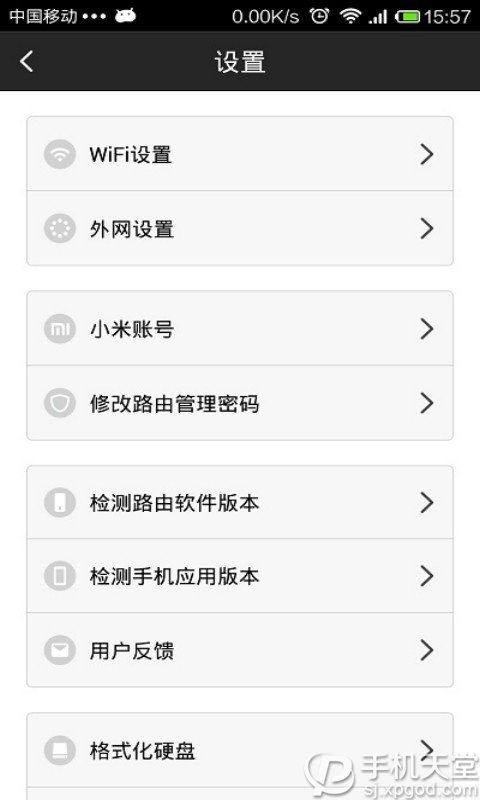 中国移动 ••• 0.00K/s 15:57
设置
WiFi设置
外网设置
小米账号
修改路由管理密码
检测路由软件版本
检测手机应用版本
用户反馈
格式化硬盘
手机天堂
sj.xpgod.com